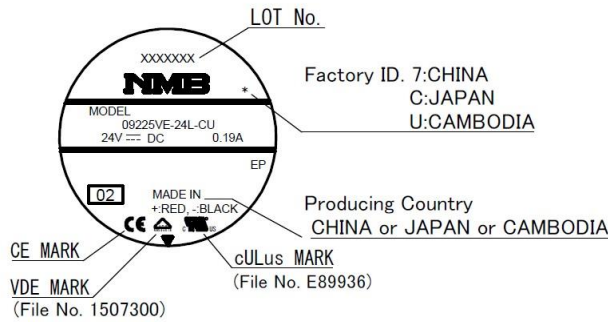 LOT No.
XXXXXXX
NMB
*
Factory ID. 7:CHINA
C:JAPAN
U:CAMBODIA
MODEL
09225VE-24L-CU
24V ⎓ DC 0.19A
EP
02
MADE IN
+:RED, -:BLACK
Producing Country
CHINA or JAPAN or CAMBODIA
CE
C US
CE MARK
cULus MARK
(File No. E89936)
VDE MARK
(File No. 1507300)